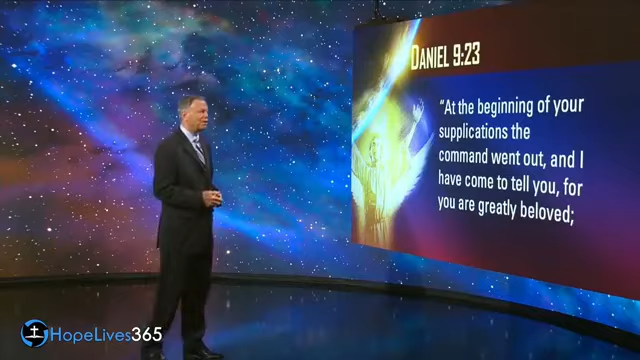 DANIEL 9:23
"At the beginning of your
supplications the
command went out, and I
have come to tell you, for
you are greatly beloved;
HopeLives365